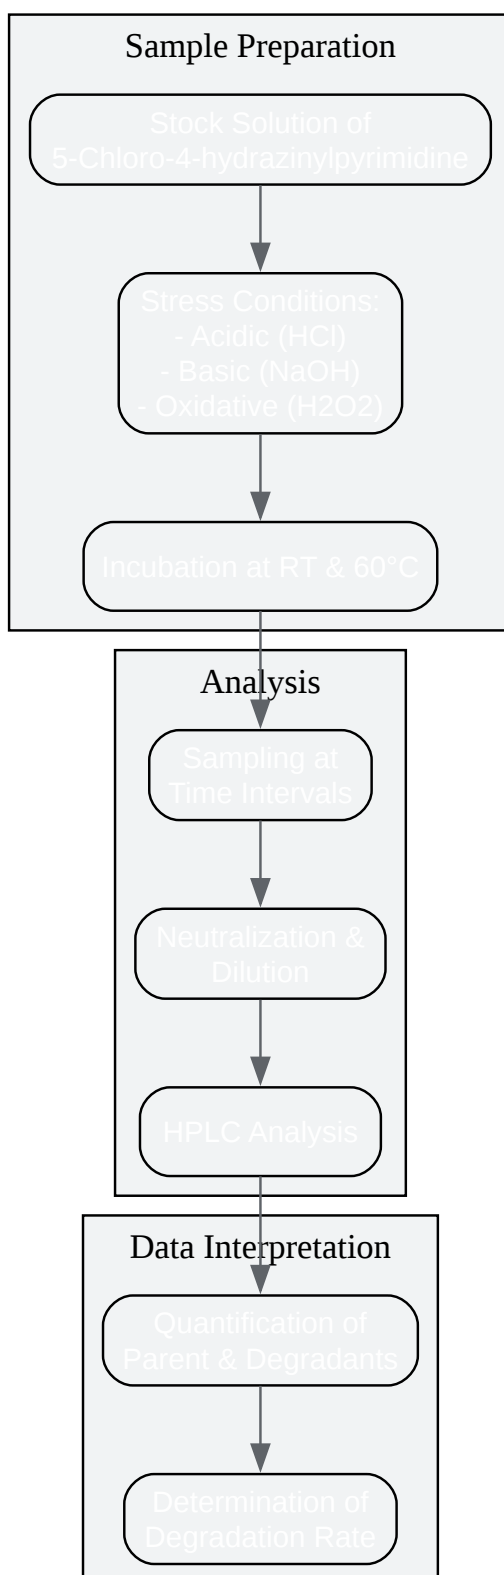 Sample Preparation
Stock Solution of
5-Chloro-4-hydrazinylpyrimidine
Stress Conditions:
- Acidic (HCl)
- Basic (NaOH)
- Oxidative (H2O2)
Incubation at RT & 60°C
Analysis
Sampling at
Time Intervals
Neutralization &
Dilution
HPLC Analysis
Data Interpretation
Quantification of
Parent & Degradants
Determination of
Degradation Rate